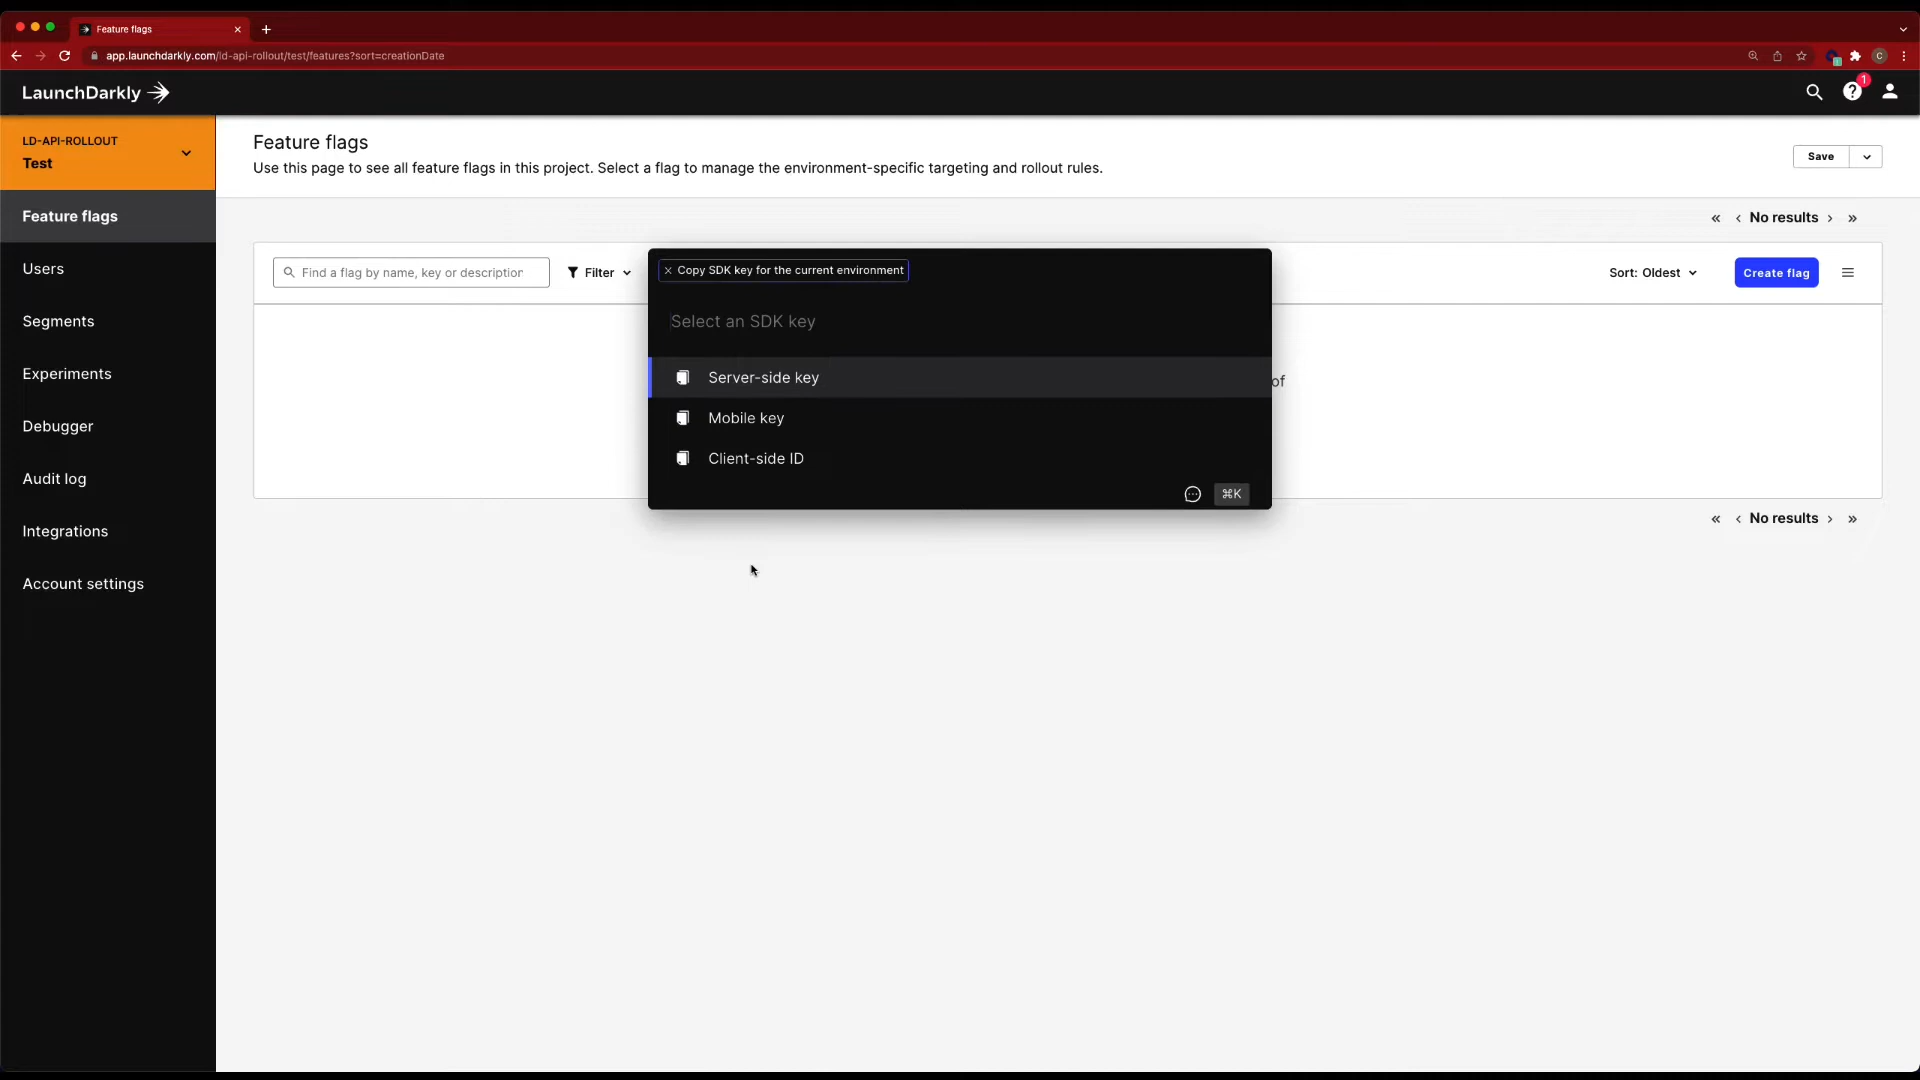 Feature flags
app.launchdarkly.com/ld-api-rollout/test/features?sort=creationDate
C
LaunchDarkly
1
LD-API-ROLLOUT
Test
Feature flags
Use this page to see all feature flags in this project. Select a flag to manage the environment-specific targeting and rollout rules.
Save
Feature flags
Users
Segments
Experiments
Debugger
Audit log
Integrations
Account settings
« ‹ No results › »
Find a flag by name, key or description
Filter
Sort: Oldest
Create flag
Copy SDK key for the current environment
Select an SDK key
Server-side key
of
Mobile key
Client-side ID
⌘K
« ‹ No results › »